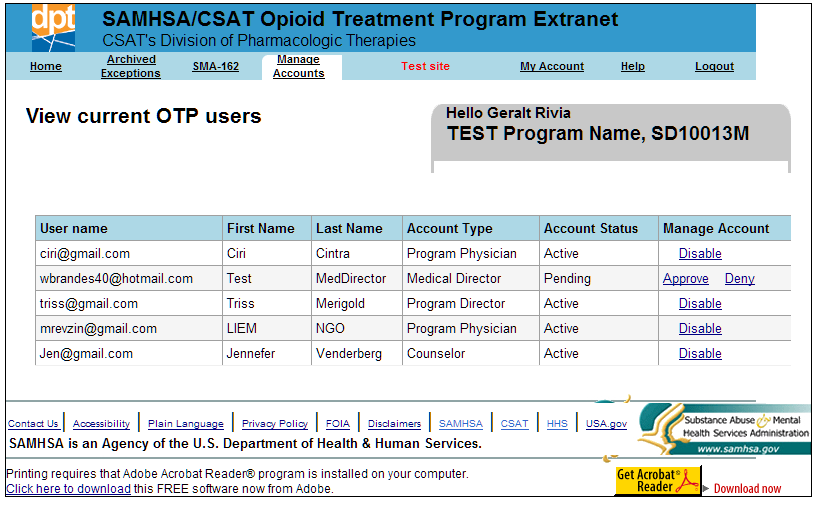 dpt
SAMHSA/CSAT Opioid Treatment Program Extranet
CSAT's Division of Pharmacologic Therapies
Home Archived Exceptions SMA-162 Manage Accounts Test site My Account Help Logout
View current OTP users
Hello Geralt Rivia
TEST Program Name, SD10013M
User name First Name Last Name Account Type Account Status Manage Account
ciri@gmail.com Ciri Cintra Program Physician Active Disable
wbrandes40@hotmail.com Test MedDirector Medical Director Pending Approve Deny
triss@gmail.com Triss Merigold Program Director Active Disable
mrevzin@gmail.com LIEM NGO Program Physician Active Disable
Jen@gmail.com Jennefer Venderberg Counselor Active Disable
Contact Us Accessibility Plain Language Privacy Policy FOIA Disclaimers SAMHSA CSAT HHS USA.gov
SAMHSA is an Agency of the U.S. Department of Health & Human Services.
Substance Abuse & Mental
Health Services Administration
www.samhsa.gov
Printing requires that Adobe Acrobat Reader® program is installed on your computer.
Click here to download this FREE software now from Adobe.
Get Acrobat®
Reader
Download now